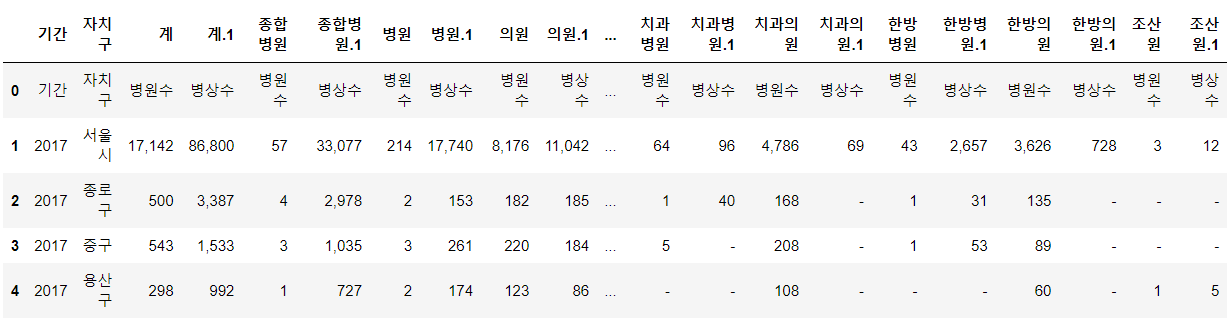 기간 자치구 계 계.1 종합병원 종합병원.1 병원 병원.1 의원 의원.1 ... 치과병원 치과병원.1 치과의원 치과의원.1 한방병원 한방병원.1 한방의원 한방의원.1 조산원 조산원.1
0 기간 자치구 병원수 병상수 병원수 병상수 병원수 병상수 병원수 병상수 ... 병원수 병상수 병원수 병상수 병원수 병상수 병원수 병상수 병원수 병상수
1 2017 서울시 17,142 86,800 57 33,077 214 17,740 8,176 11,042 ... 64 96 4,786 69 43 2,657 3,626 728 3 12
2 2017 종로구 500 3,387 4 2,978 2 153 182 185 ... 1 40 168 - 1 31 135 - - -
3 2017 중구 543 1,533 3 1,035 3 261 220 184 ... 5 - 208 - 1 53 89 - - -
4 2017 용산구 298 992 1 727 2 174 123 86 ... - - 108 - - - 60 - 1 5